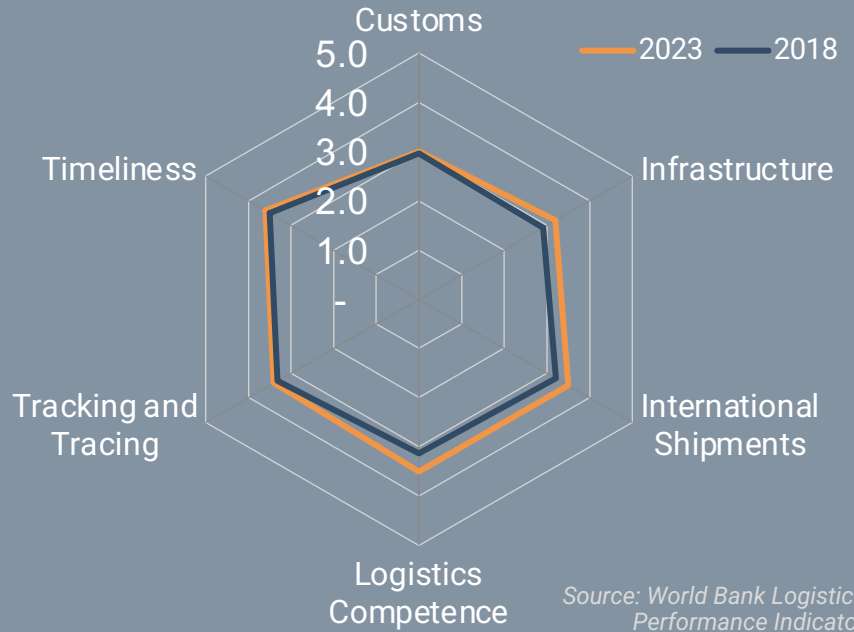 Customs
5.0
2023
2018
4.0
3.0
Timeliness
Infrastructure
2.0
1.0
-
Tracking and
Tracing
International
Shipments
Logistics
Competence
Source: World Bank Logistic
Performance Indicato